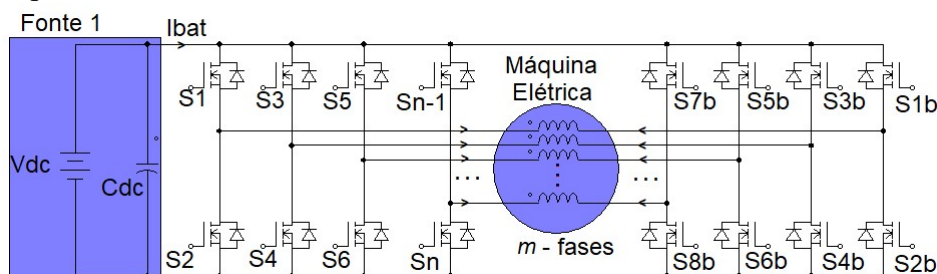 Fonte 1
Ibat
Vdc
Cdc
S1
S3
S5
Sn-1
Máquina
Elétrica
S7b
S5b
S3b
S1b
...
...
S2
S4
S6
Sn
m - fases
S8b
S6b
S4b
S2b